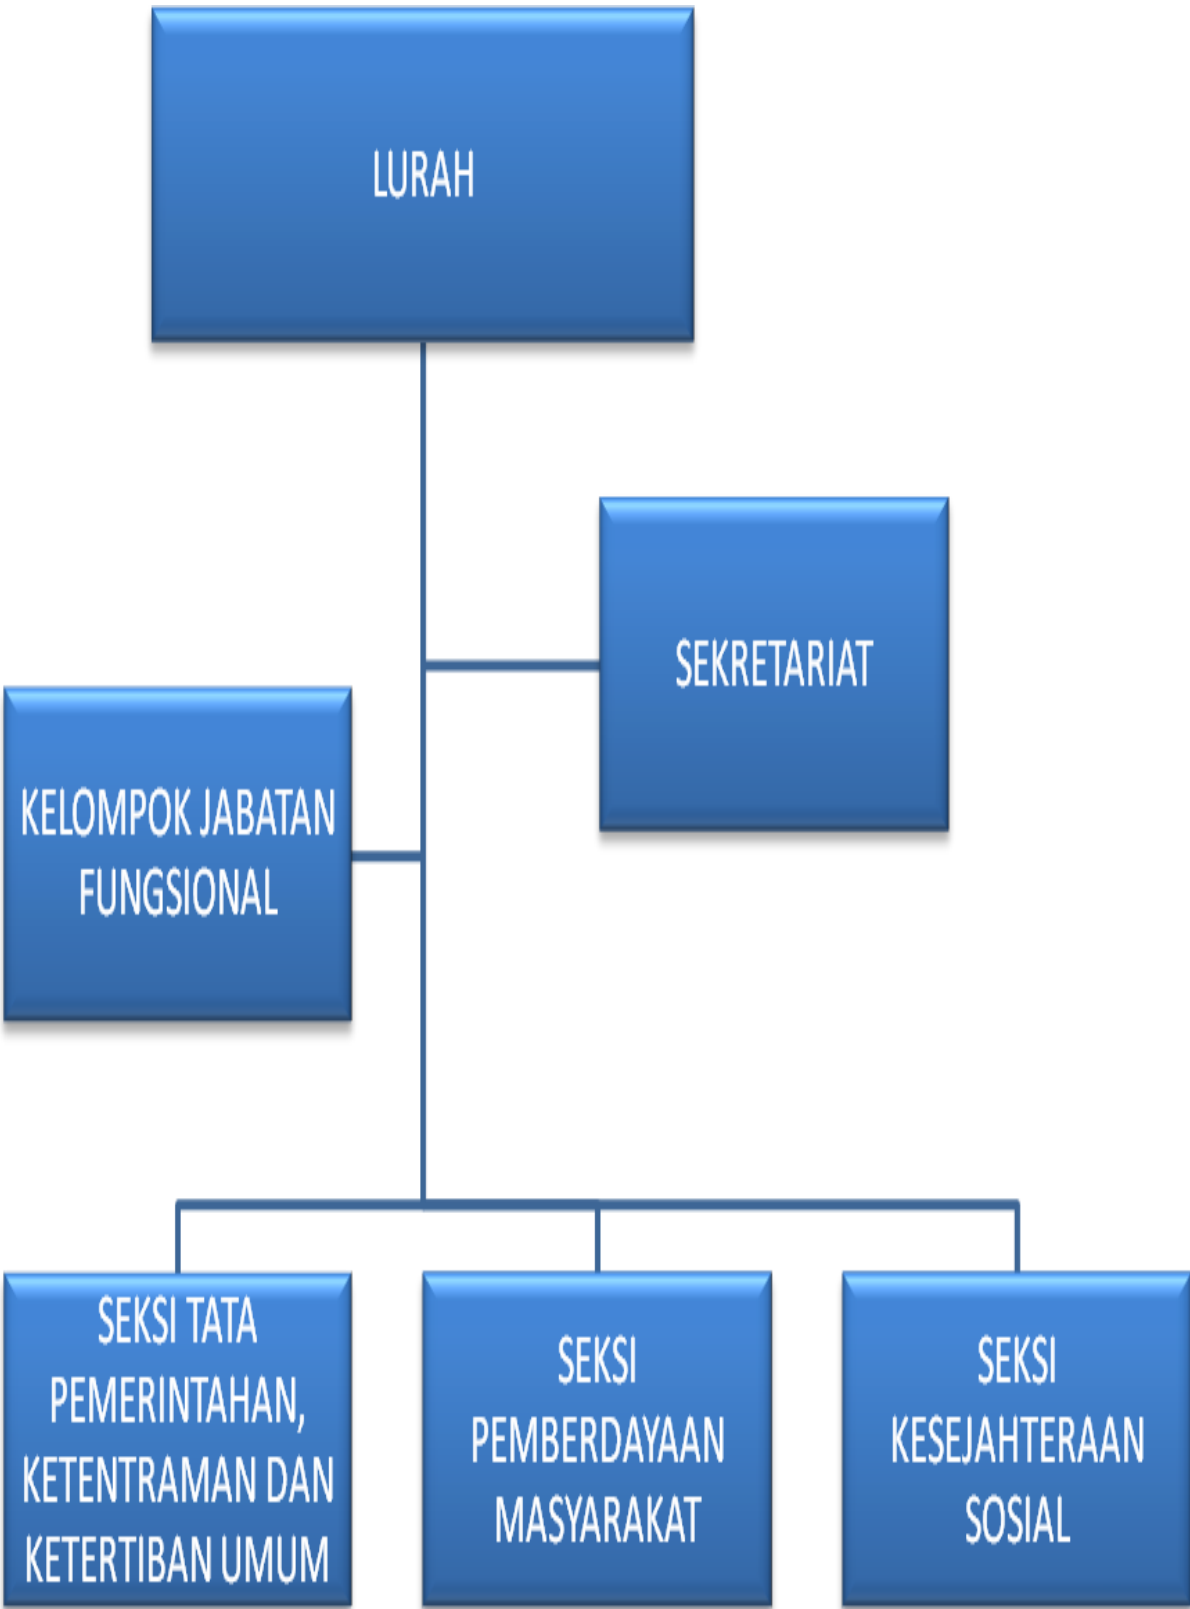 LURAH
SEKRETARIAT
KELOMPOK JABATAN
FUNGSIONAL
SEKSI TATA
PEMERINTAHAN,
KETENTRAMAN DAN
KETERTIBAN UMUM
SEKSI
PEMBERDAYAAN
MASYARAKAT
SEKSI
KESEJAHTERAAN
SOSIAL